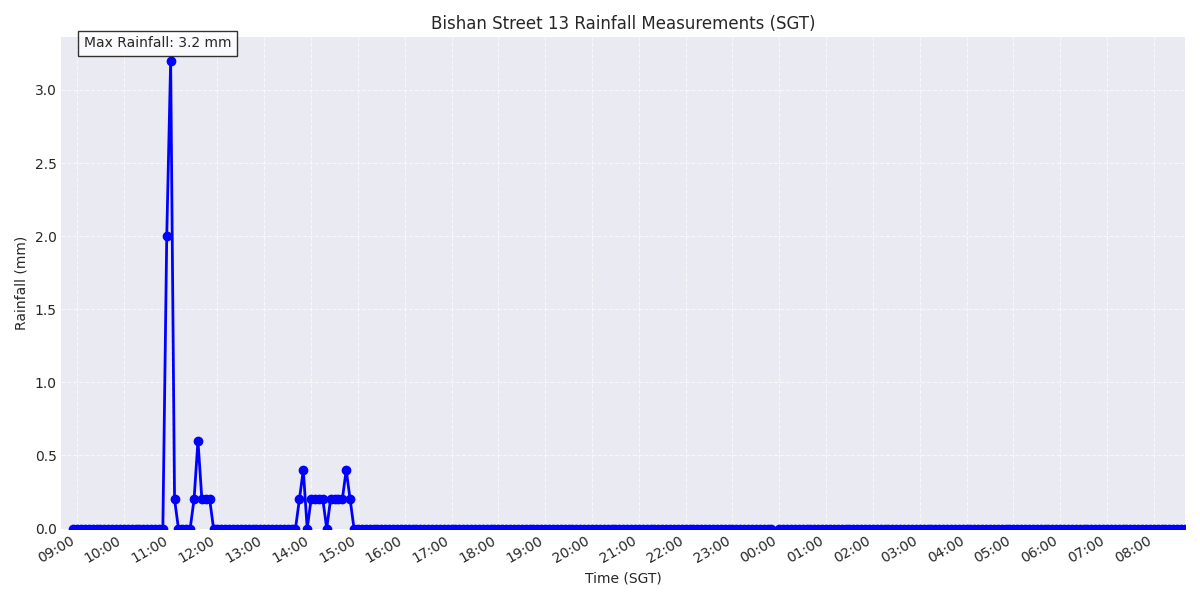 Bishan Street 13 Rainfall Measurements (SGT)
Max Rainfall: 3.2 mm
Rainfall (mm)
3.0
2.5
2.0
1.5
1.0
0.5
0.0
09:00 10:00 11:00 12:00 13:00 14:00 15:00 16:00 17:00 18:00 19:00 20:00 21:00 22:00 23:00 00:00 01:00 02:00 03:00 04:00 05:00 06:00 07:00 08:00
Time (SGT)